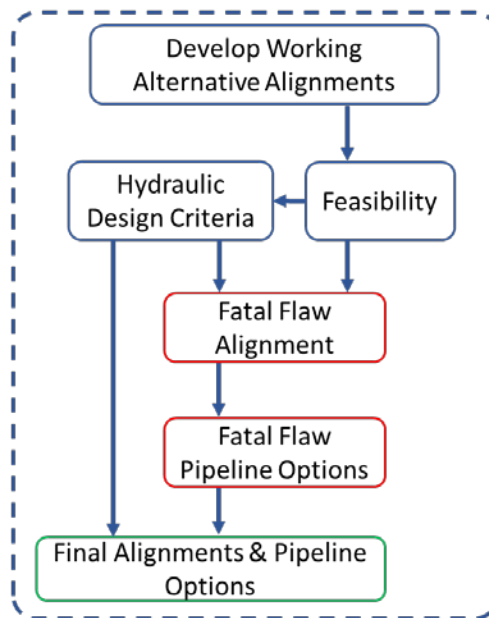 Develop Working
Alternative Alignments
Hydraulic
Design Criteria
Feasibility
Fatal Flaw
Alignment
Fatal Flaw
Pipeline Options
Final Alignments & Pipeline
Options